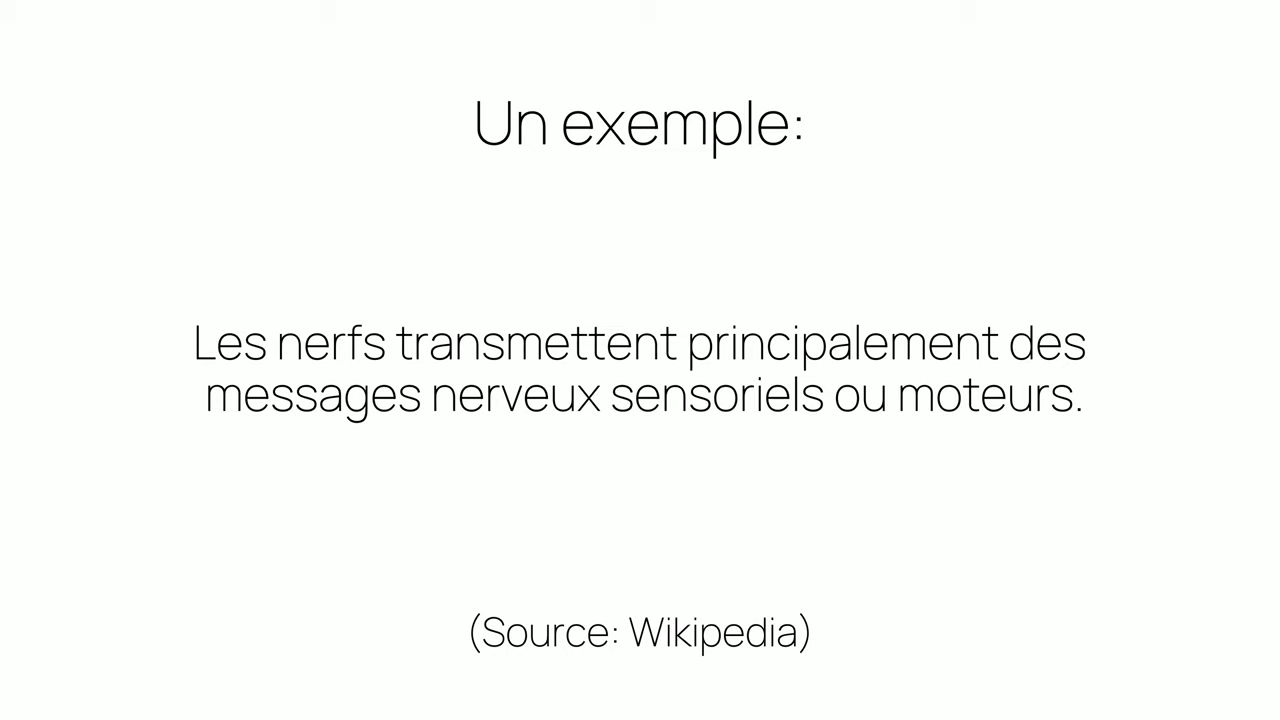 Un exemple:
Les nerfs transmettent principalement des
messages nerveux sensoriels ou moteurs.
(Source: Wikipedia)